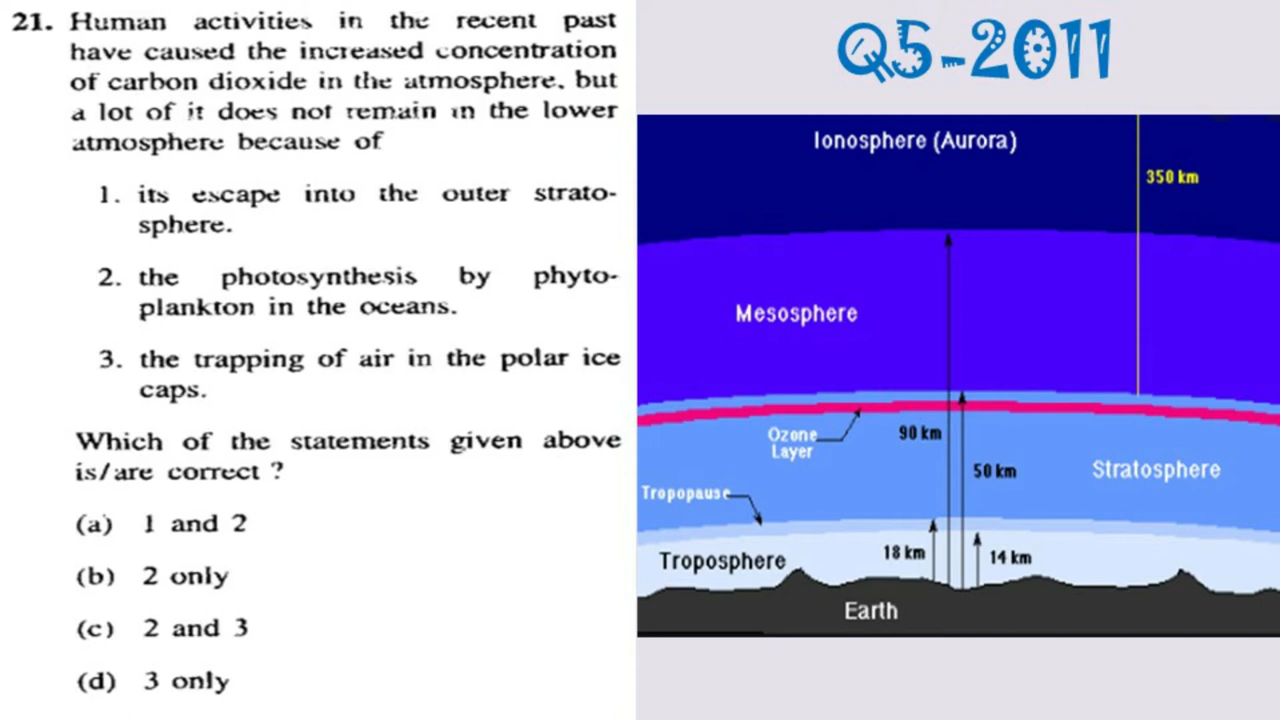 21. Human activities in the recent past
have caused the increased concentration
of carbon dioxide in the atmosphere, but
a lot of it does not remain in the lower
atmosphere because of
1. its escape into the outer strato-
sphere.
2. the photosynthesis by phyto-
plankton in the oceans.
3. the trapping of air in the polar ice
caps.
Which of the statements given above
is/are correct ?
(a) 1 and 2
(b) 2 only
(c) 2 and 3
(d) 3 only
Q5-2011
Ionosphere (Aurora)
350 km
Mesosphere
Ozone
Layer
90 km
50 km
Stratosphere
Tropopause
Troposphere
18 km
14 km
Earth